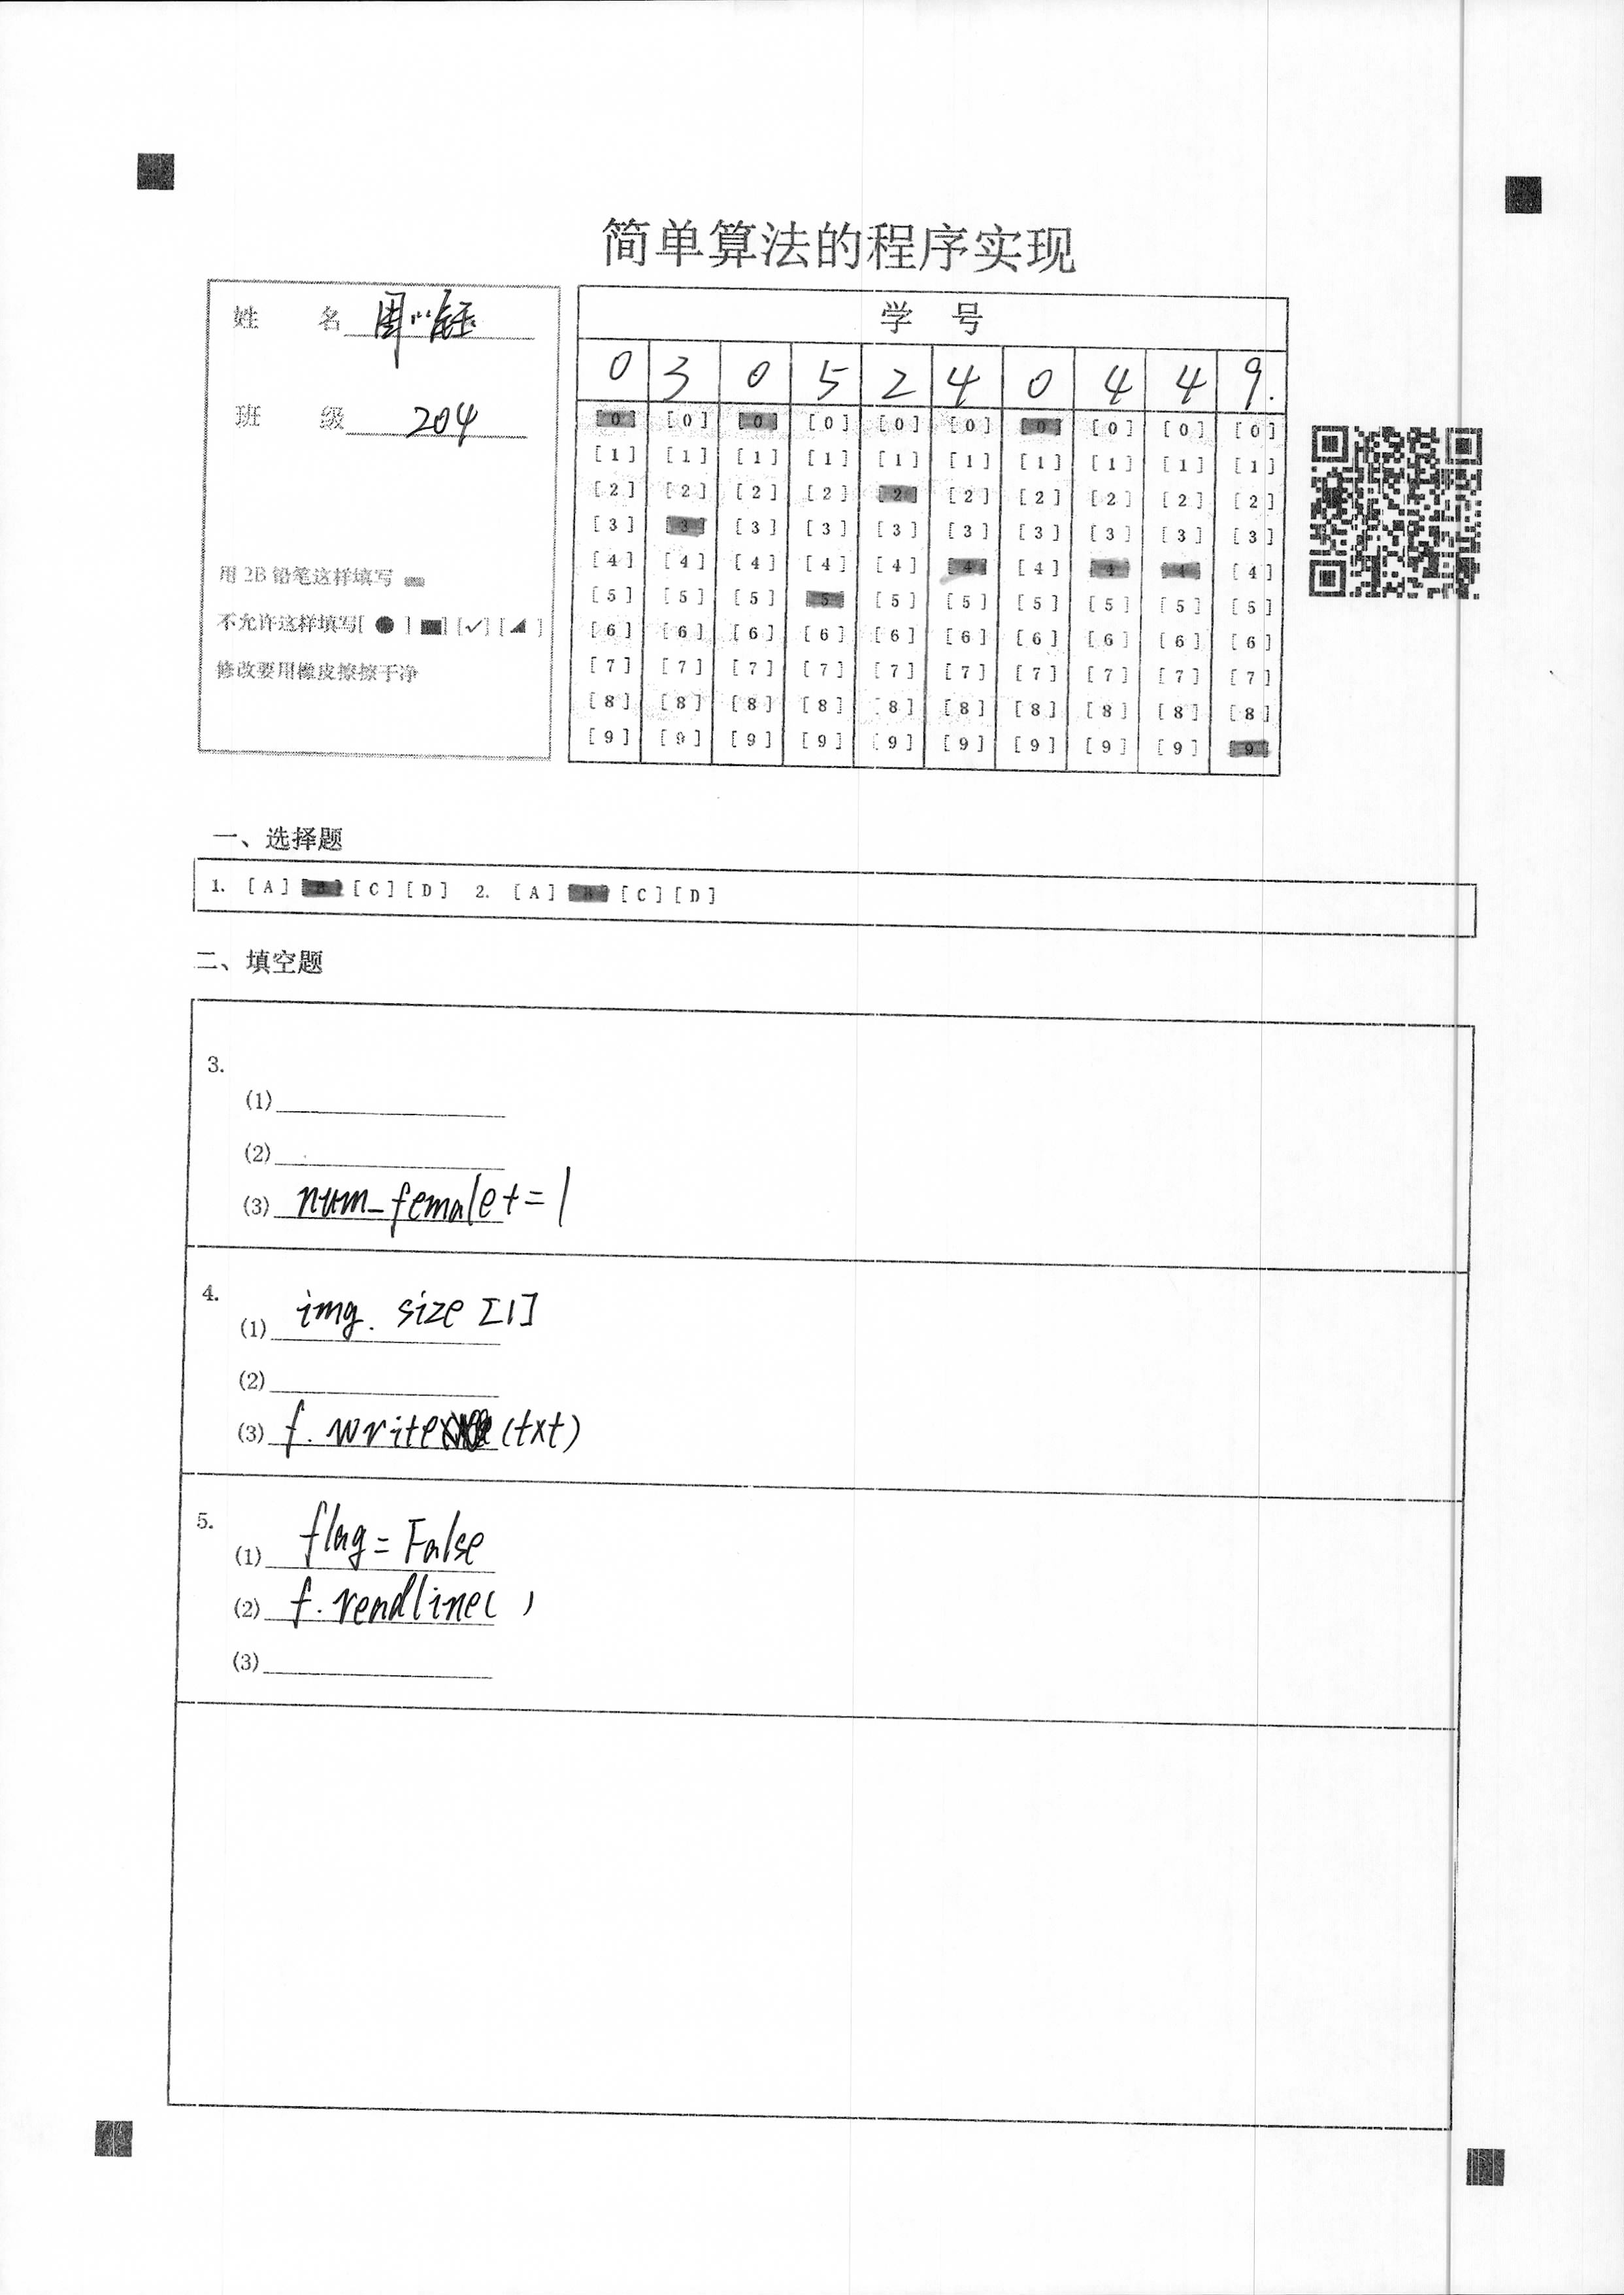 简单算法的程序实现
姓 名 周小钰
班 级 204
用 2B 铅笔这样填写
不允许这样填写[ ● ] [■] [✓] [◢ ]
修改要用橡皮擦擦干净
学 号
0 3 0 5 2 4 0 4 4 9.
[0] [0] [0] [0] [0] [0] [0] [0] [0] [0]
[1] [1] [1] [1] [1] [1] [1] [1] [1] [1]
[2] [2] [2] [2] [2] [2] [2] [2] [2] [2]
[3] [3] [3] [3] [3] [3] [3] [3] [3] [3]
[4] [4] [4] [4] [4] [4] [4] [4] [4] [4]
[5] [5] [5] [5] [5] [5] [5] [5] [5] [5]
[6] [6] [6] [6] [6] [6] [6] [6] [6] [6]
[7] [7] [7] [7] [7] [7] [7] [7] [7] [7]
[8] [8] [8] [8] [8] [8] [8] [8] [8] [8]
[9] [9] [9] [9] [9] [9] [9] [9] [9] [9]
一、选择题
1. [A] [B] [C] [D] 2. [A] [B] [C] [D]
二、填空题
3.
(1)
(2)
(3) num_female+=1
4.
(1) img. size [1]
(2)
(3) f. write (txt)
5.
(1) flag = False
(2) f. readline( )
(3)